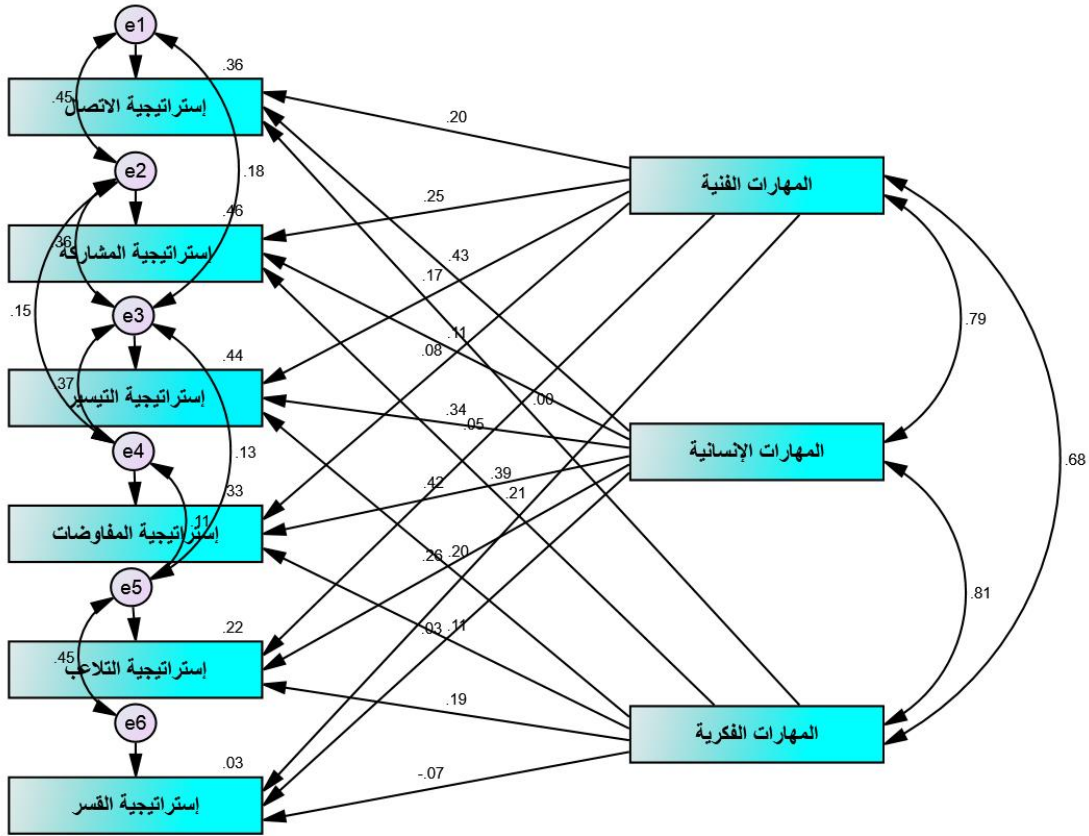 e1
.36
.45
إستراتيجية الاتصال
.20
e2
.18
.46
.25
المهارات الفنية
.36
إستراتيجية المشاركة
.43
.17
.15
e3
.44
.11
.08
.79
.37
إستراتيجية التيسير
.34
.05
.00
e4
.13
المهارات الإنسانية
.68
.33
.42
.39
.21
.11
إستراتيجية المفاوضات
.26
.20
e5
.81
.22
.03
.11
.45
إستراتيجية التلاعب
.19
e6
المهارات الفكرية
.03
-.07
إستراتيجية القسر